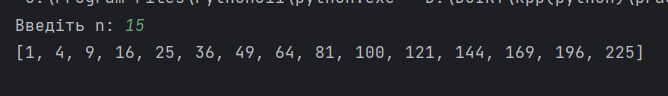 Введіть n: 15
[1, 4, 9, 16, 25, 36, 49, 64, 81, 100, 121, 144, 169, 196, 225]